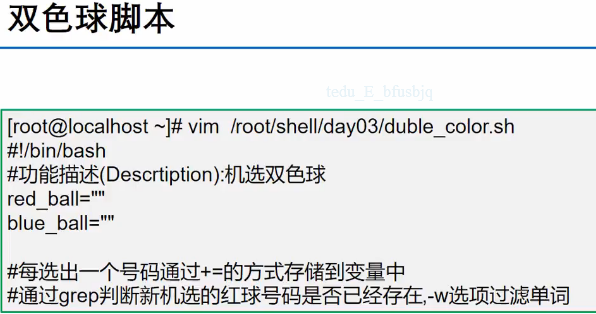 双色球脚本
tedu_E_bfusbjq
[root@localhost ~]# vim /root/shell/day03/duble_color.sh
#!/bin/bash
#功能描述(Descrtiption):机选双色球
red_ball=""
blue_ball=""
#每选出一个号码通过+=的方式存储到变量中
#通过grep判断新机选的红球号码是否已经存在,-w选项过滤单词